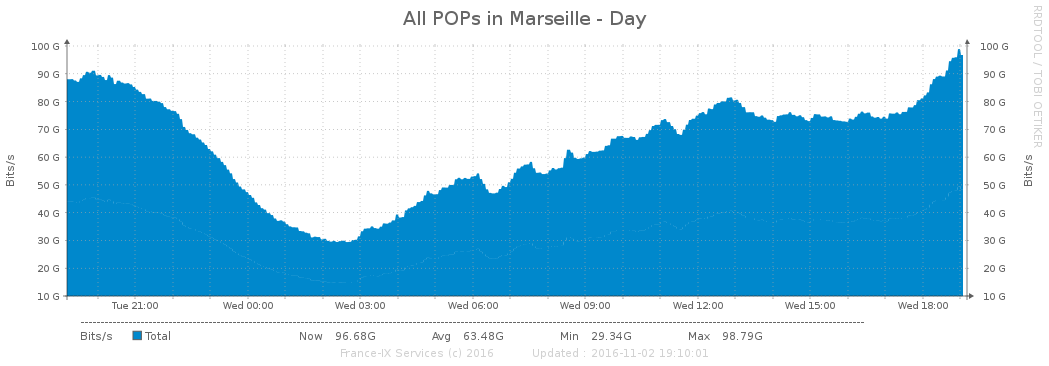 All POPs in Marseille - Day
RRDTOOL / TOBI OETIKER
Bits/s
100 G
90 G
80 G
70 G
60 G
50 G
40 G
30 G
20 G
10 G
100 G
90 G
80 G
70 G
60 G
50 G
40 G
30 G
20 G
10 G
Bits/s
Tue 21:00 Wed 00:00 Wed 03:00 Wed 06:00 Wed 09:00 Wed 12:00 Wed 15:00 Wed 18:00
Bits/s Total Now 96.68G Avg 63.48G Min 29.34G Max 98.79G
France-IX Services (c) 2016 Updated : 2016-11-02 19:10:01